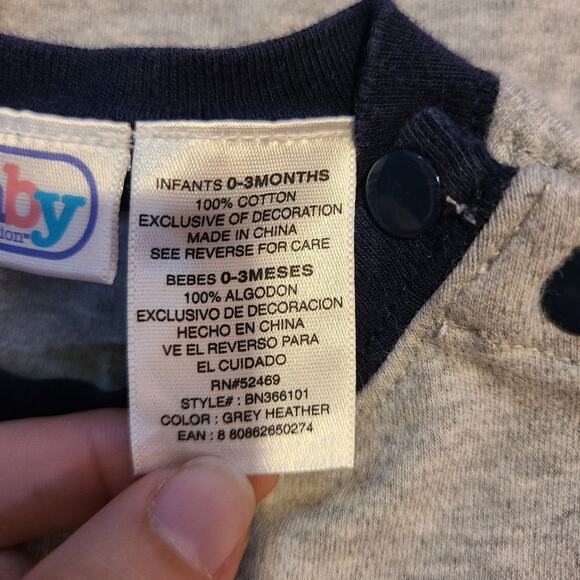 by
INFANTS 0-3MONTHS
100% COTTON
EXCLUSIVE OF DECORATION
MADE IN CHINA
SEE REVERSE FOR CARE
BEBES 0-3MESES
100% ALGODON
EXCLUSIVO DE DECORACION
HECHO EN CHINA
VE EL REVERSO PARA
EL CUIDADO
RN#52469
STYLE# : BN366101
COLOR : GREY HEATHER
EAN : 8 80862650274